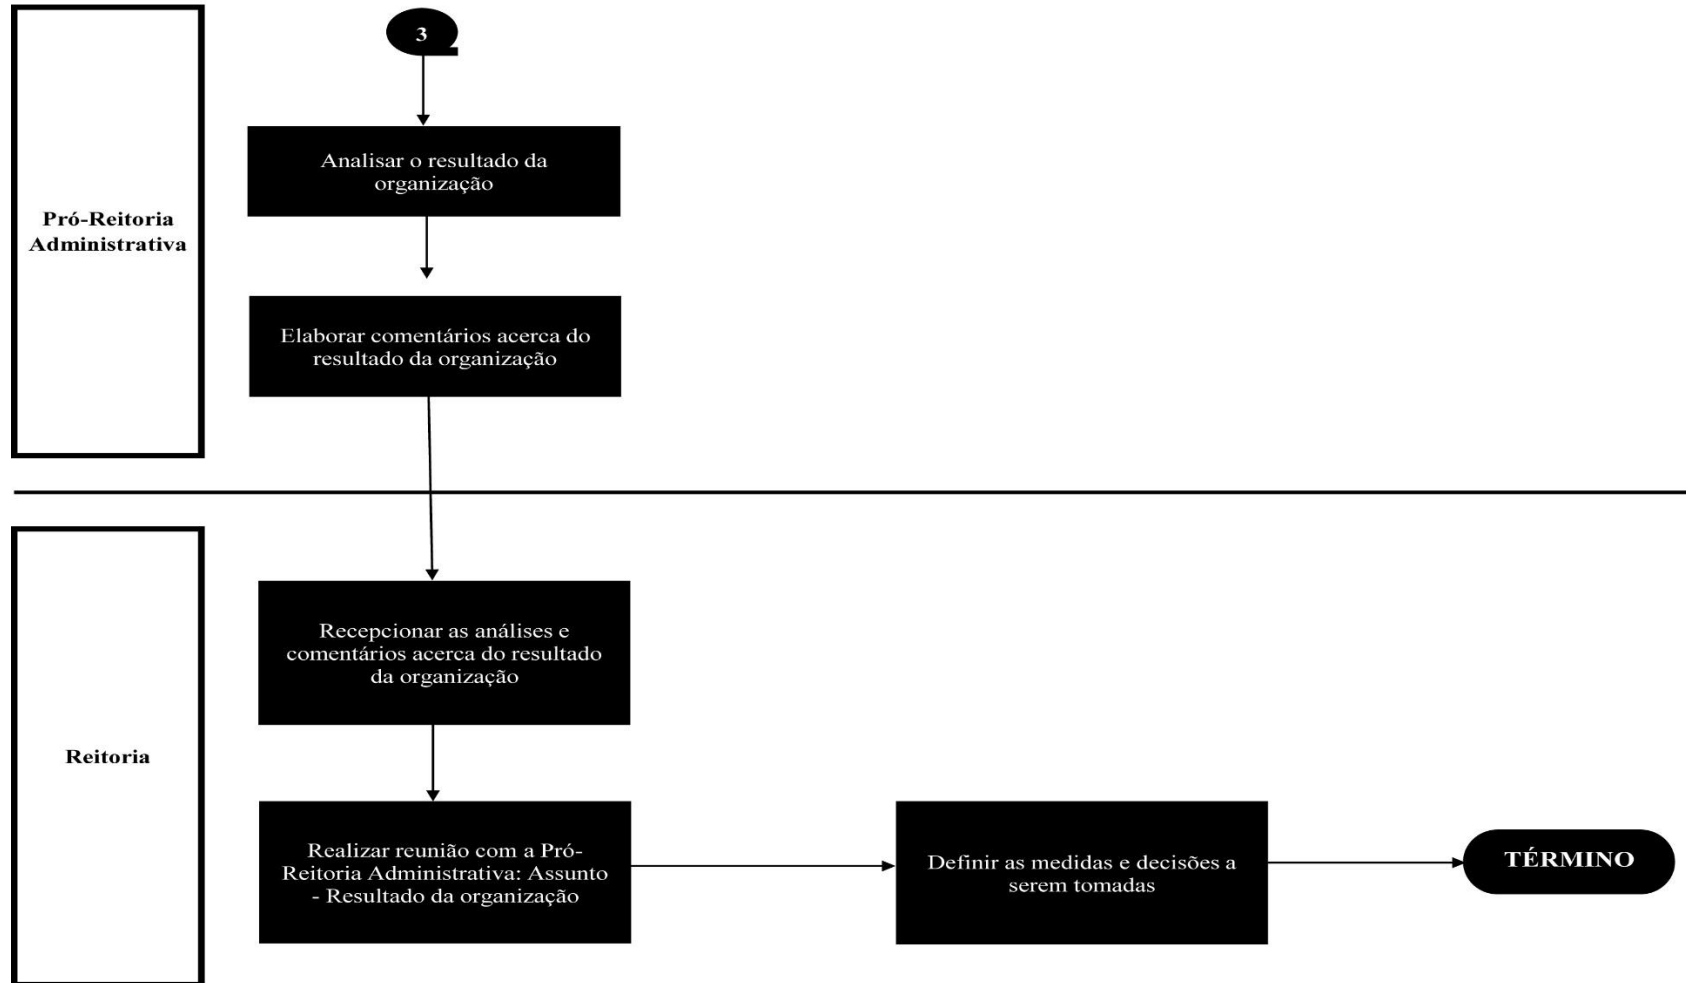 3
Analisar o resultado da
organização
Pró-Reitoria
Administrativa
Elaborar comentários acerca do
resultado da organização
Recepcionar as análises e
comentários acerca do resultado
da organização
Reitoria
Realizar reunião com a Pró-
Reitoria Administrativa: Assunto
- Resultado da organização
Definir as medidas e decisões a
serem tomadas
TÉRMINO